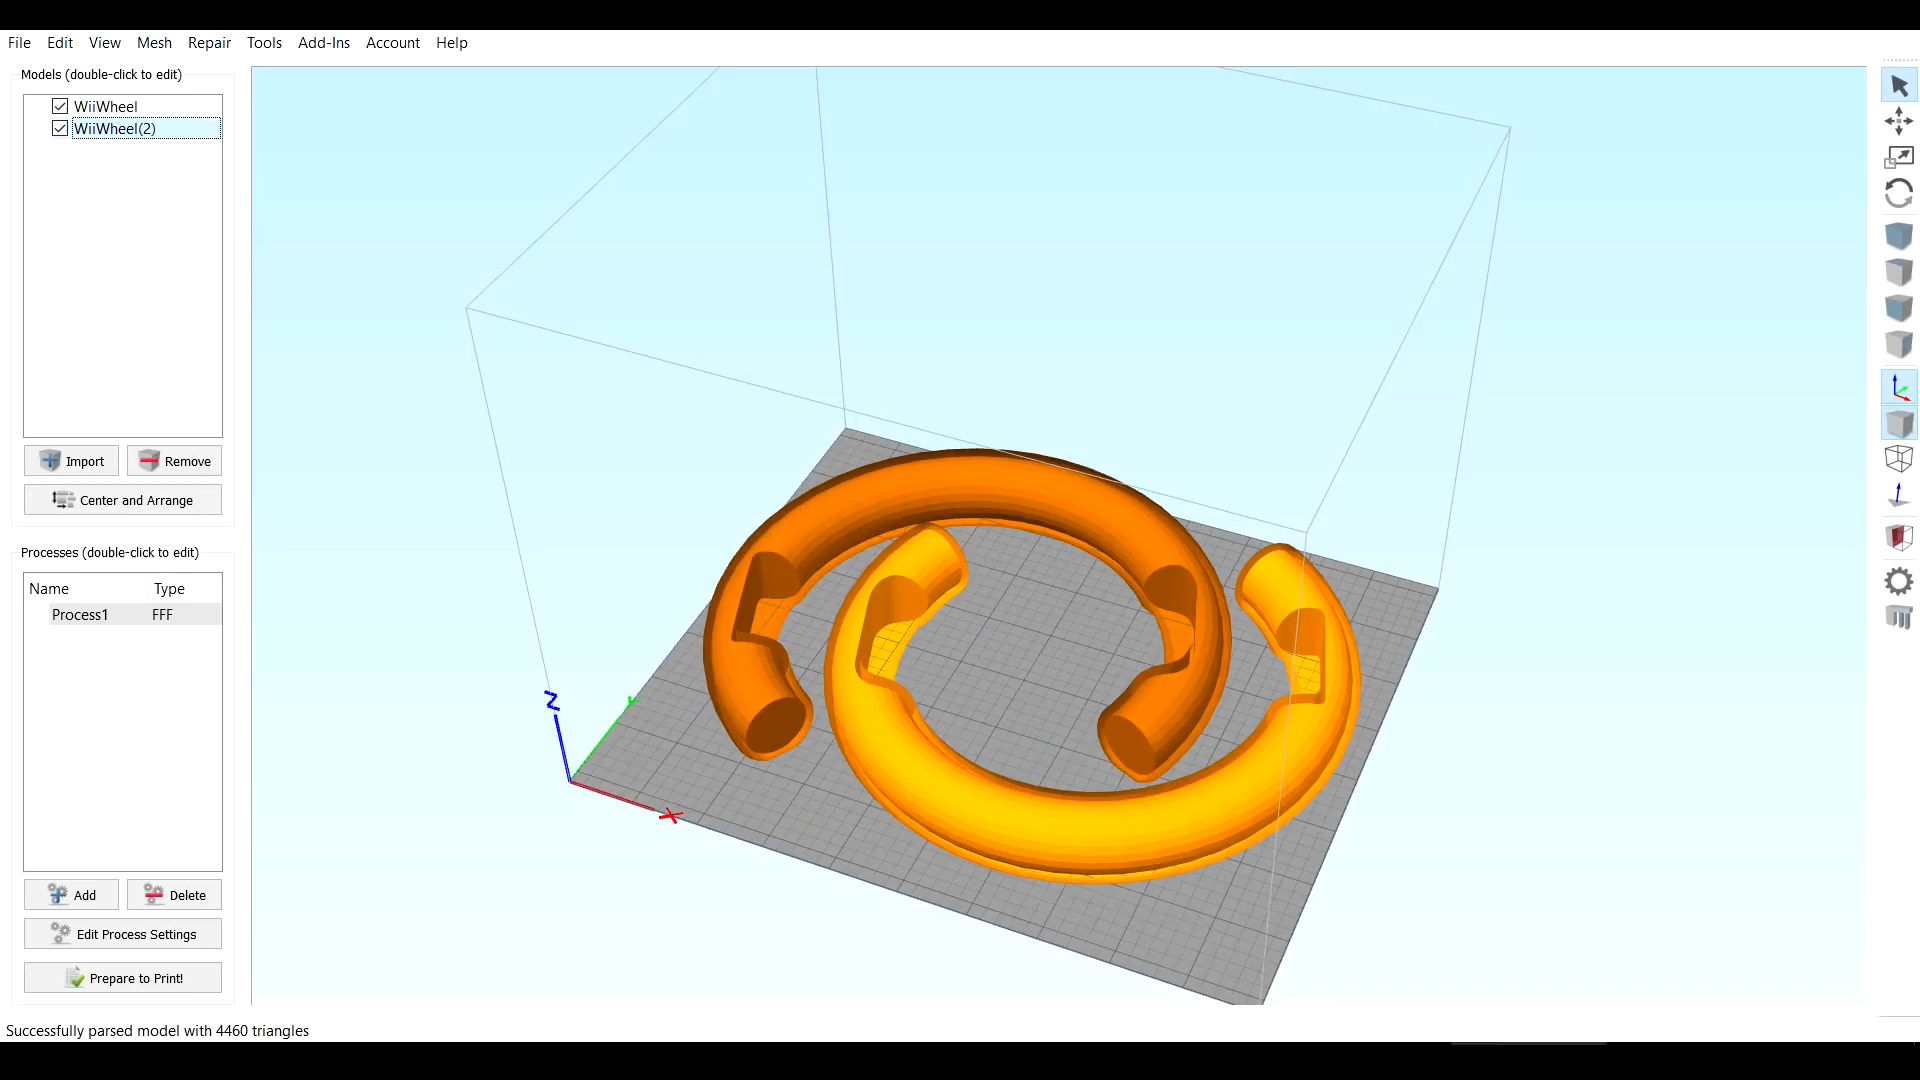 File Edit View Mesh Repair Tools Add-Ins Account Help
Models (double-click to edit)
WiiWheel
WiiWheel(2)
Import Remove
Center and Arrange
Processes (double-click to edit)
Name Type
Process1 FFF
Add Delete
Edit Process Settings
Prepare to Print!
Z
Y
X
Successfully parsed model with 4460 triangles